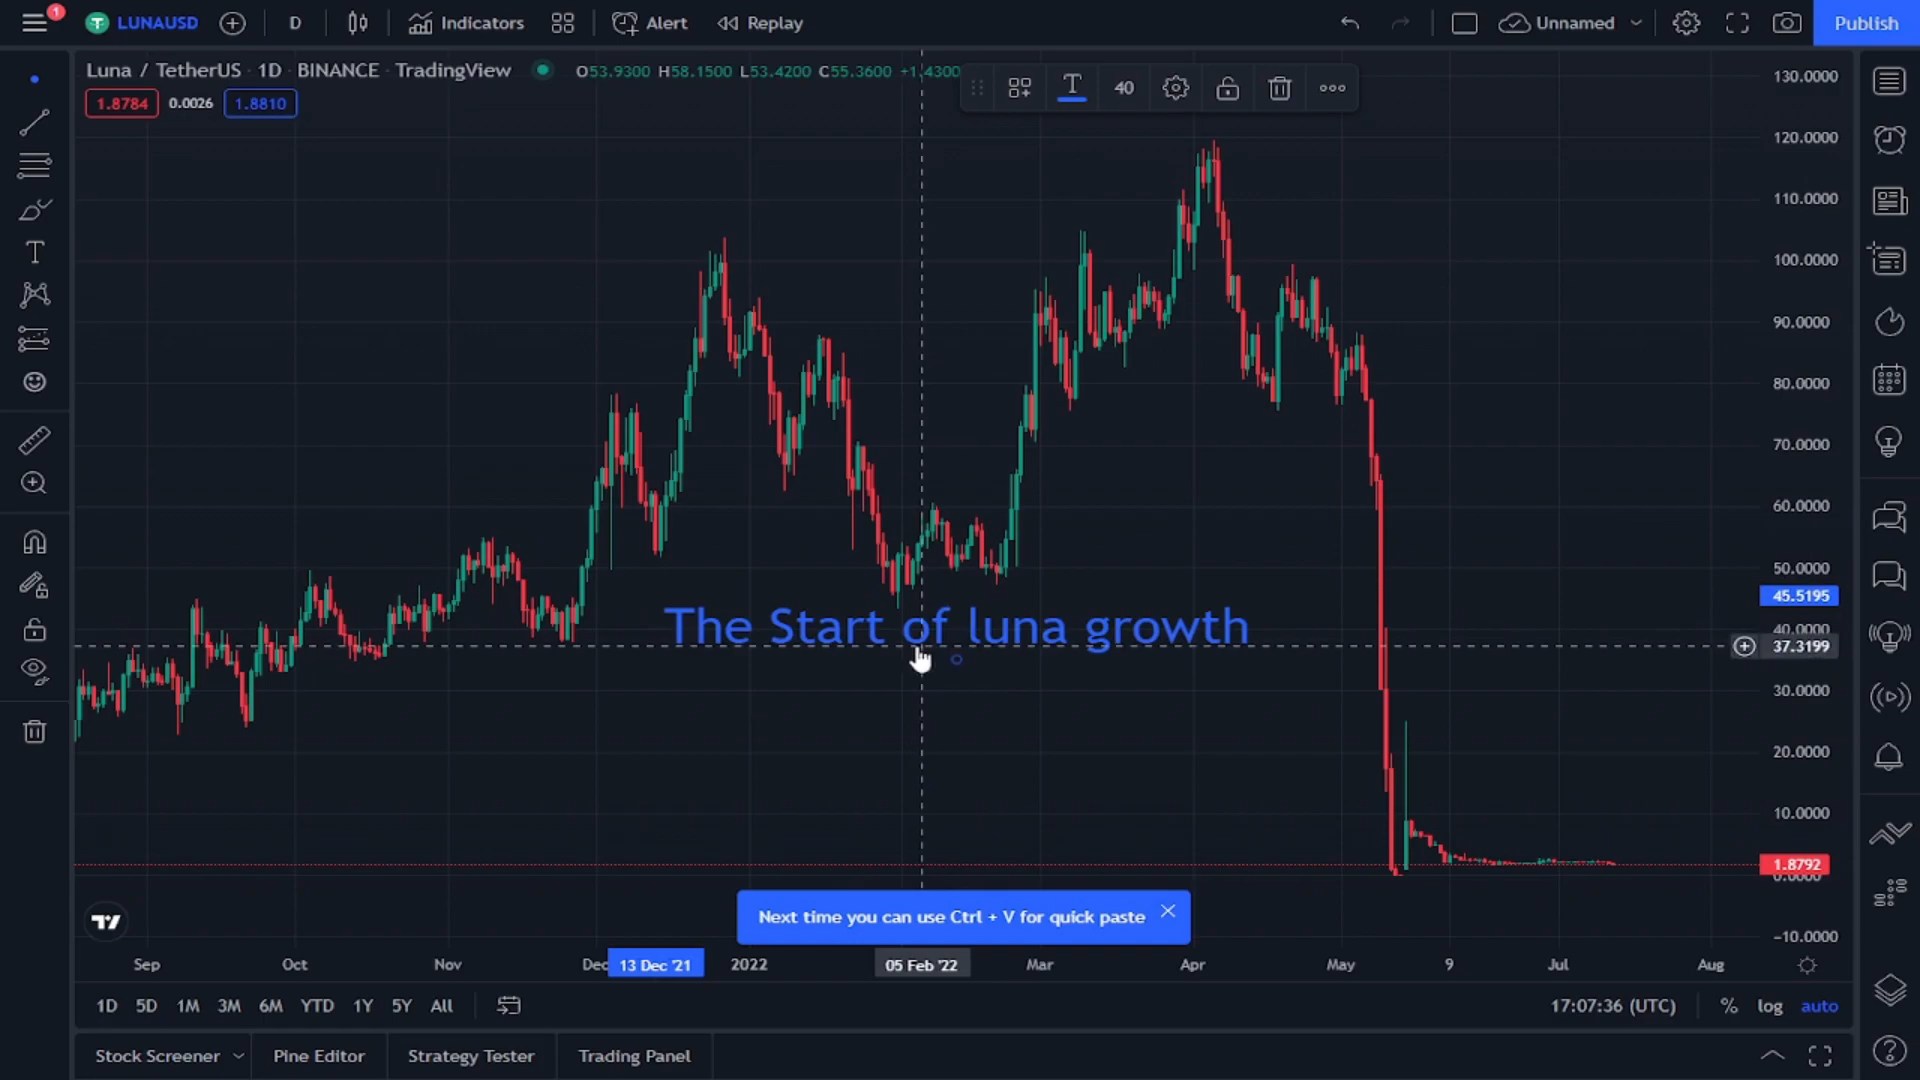 1
LUNAUSD
D
Indicators
Alert
Replay
Unnamed
Publish
Luna / TetherUS · 1D · BINANCE · TradingView
O53.9300 H58.1500 L53.4200 C55.3600 +1.4300
1.8784
0.0026
1.8810
T
40
T
130.0000
120.0000
110.0000
100.0000
90.0000
80.0000
70.0000
60.0000
50.0000
45.5195
40.0000
37.3199
30.0000
20.0000
10.0000
1.8792
0.0000
-10.0000
The Start of luna growth
Next time you can use Ctrl + V for quick paste
Sep
Oct
Nov
Dec
13 Dec '21
2022
05 Feb '22
Mar
Apr
May
9
Jul
Aug
1D 5D 1M 3M 6M YTD 1Y 5Y All
17:07:36 (UTC)
%
log
auto
Stock Screener
Pine Editor
Strategy Tester
Trading Panel